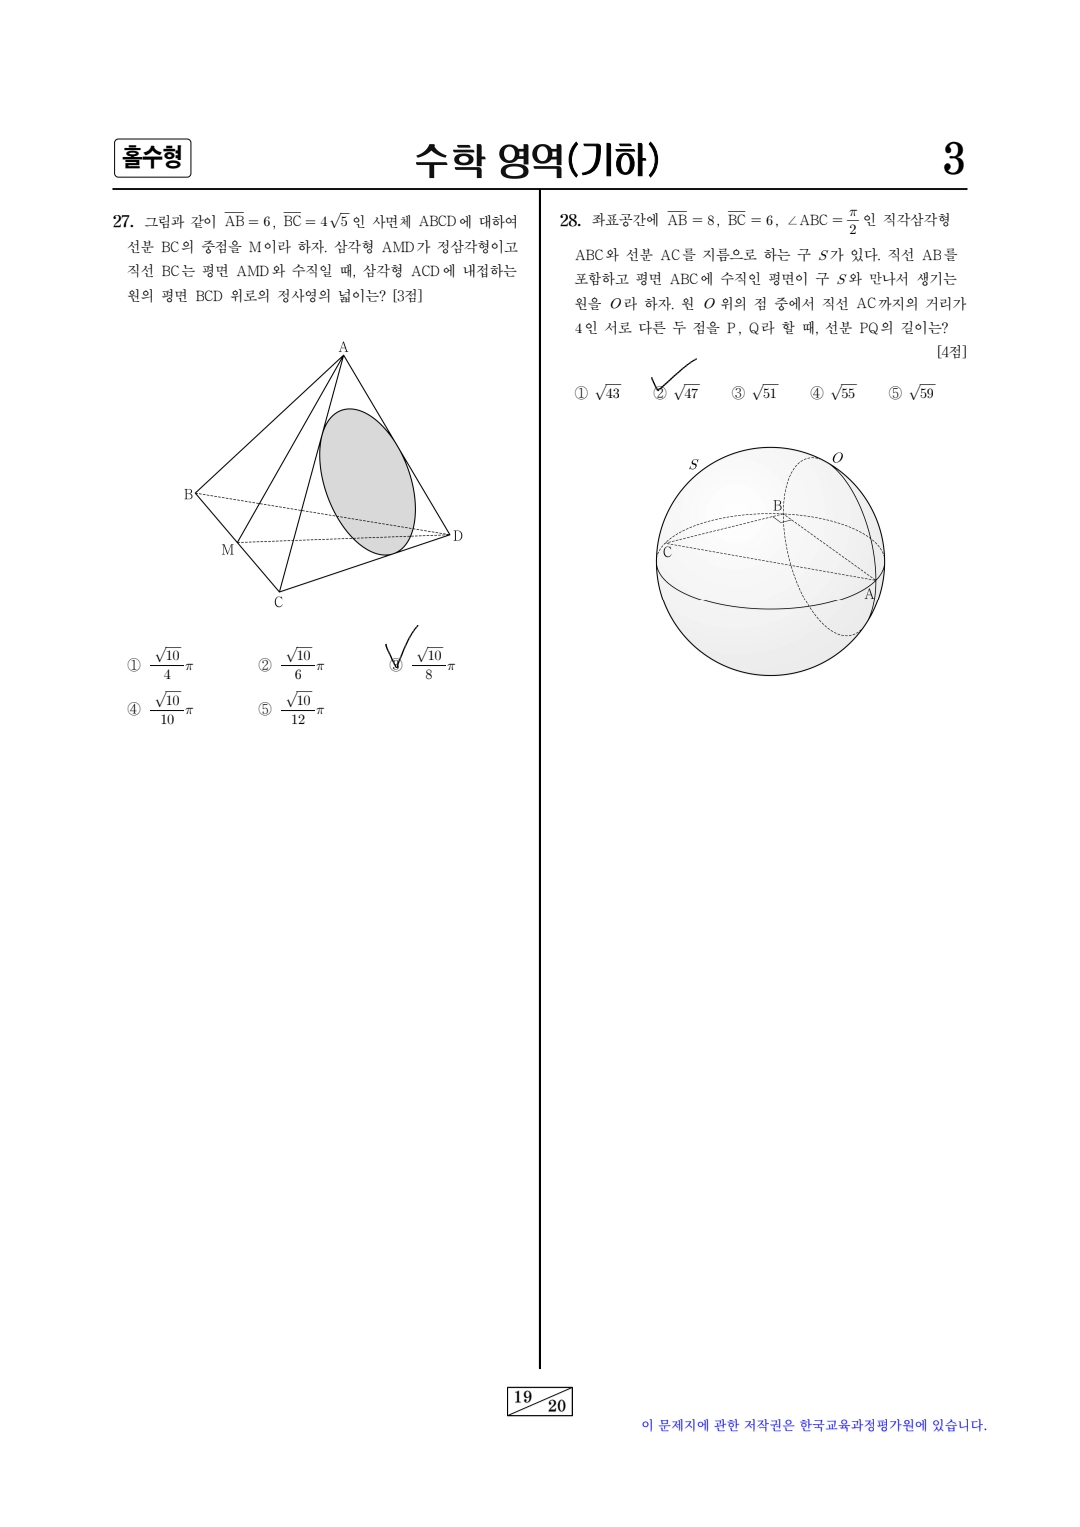 홀수형
수학 영역(기하)
3
27. 그림과 같이 $\overline{AB}=6$, $\overline{BC}=4\sqrt{5}$ 인 사면체 ABCD에 대하여
선분 BC의 중점을 M이라 하자. 삼각형 AMD가 정삼각형이고
직선 BC는 평면 AMD와 수직일 때, 삼각형 ACD에 내접하는
원의 평면 BCD 위로의 정사영의 넓이는? [3점]
A
B
M
D
C
① $\frac{\sqrt{10}}{4}\pi$ ② $\frac{\sqrt{10}}{6}\pi$ ③ $\frac{\sqrt{10}}{8}\pi$
④ $\frac{\sqrt{10}}{10}\pi$ ⑤ $\frac{\sqrt{10}}{12}\pi$
28. 좌표공간에 $\overline{AB}=8$, $\overline{BC}=6$, $\angle ABC=\frac{\pi}{2}$ 인 직각삼각형
ABC와 선분 AC를 지름으로 하는 구 S가 있다. 직선 AB를
포함하고 평면 ABC에 수직인 평면이 구 S와 만나서 생기는
원을 O라 하자. 원 O 위의 점 중에서 직선 AC까지의 거리가
4인 서로 다른 두 점을 P, Q라 할 때, 선분 PQ의 길이는?
[4점]
① $\sqrt{43}$ ② $\sqrt{47}$ ③ $\sqrt{51}$ ④ $\sqrt{55}$ ⑤ $\sqrt{59}$
S
O
B
C
A
19
20
이 문제지에 관한 저작권은 한국교육과정평가원에 있습니다.